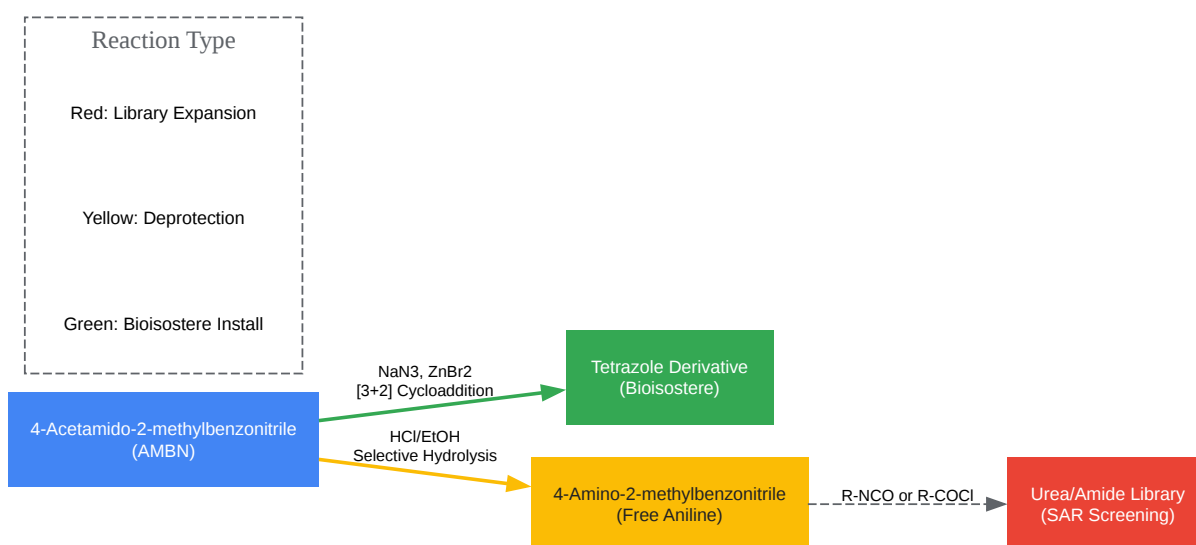 Reaction Type
Red: Library Expansion
Yellow: Deprotection
Green: Bioisostere Install
NaN3, ZnBr2
[3+2] Cycloaddition
Tetrazole Derivative
(Bioisostere)
4-Acetamido-2-methylbenzonitrile
(AMBN)
HCl/EtOH
Selective Hydrolysis
4-Amino-2-methylbenzonitrile
(Free Aniline)
R-NCO or R-COCl
Urea/Amide Library
(SAR Screening)